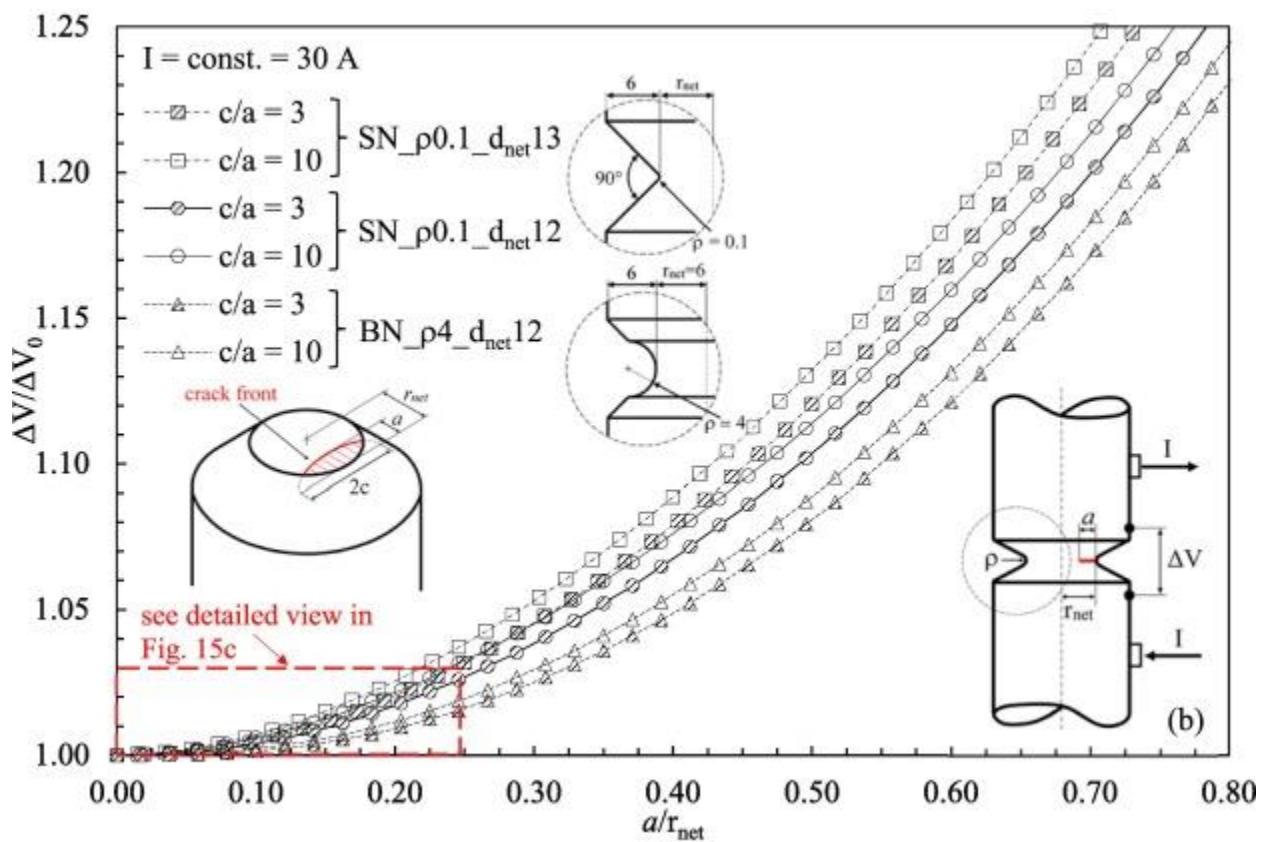 I = const. = 30 A
c/a = 3
c/a = 10
SN_ρ0.1_dnet13
c/a = 3
c/a = 10
SN_ρ0.1_dnet12
c/a = 3
c/a = 10
BN_ρ4_dnet12
6
rnet
90°
ρ = 0.1
6
rnet=6
ρ = 4
crack front
rnet
a
2c
see detailed view in
Fig. 15c
I
a
ρ
ΔV
rnet
I
(b)
ΔV/ΔV0
1.25
1.20
1.15
1.10
1.05
1.00
0.00 0.10 0.20 0.30 0.40 0.50 0.60 0.70 0.80
a/rnet